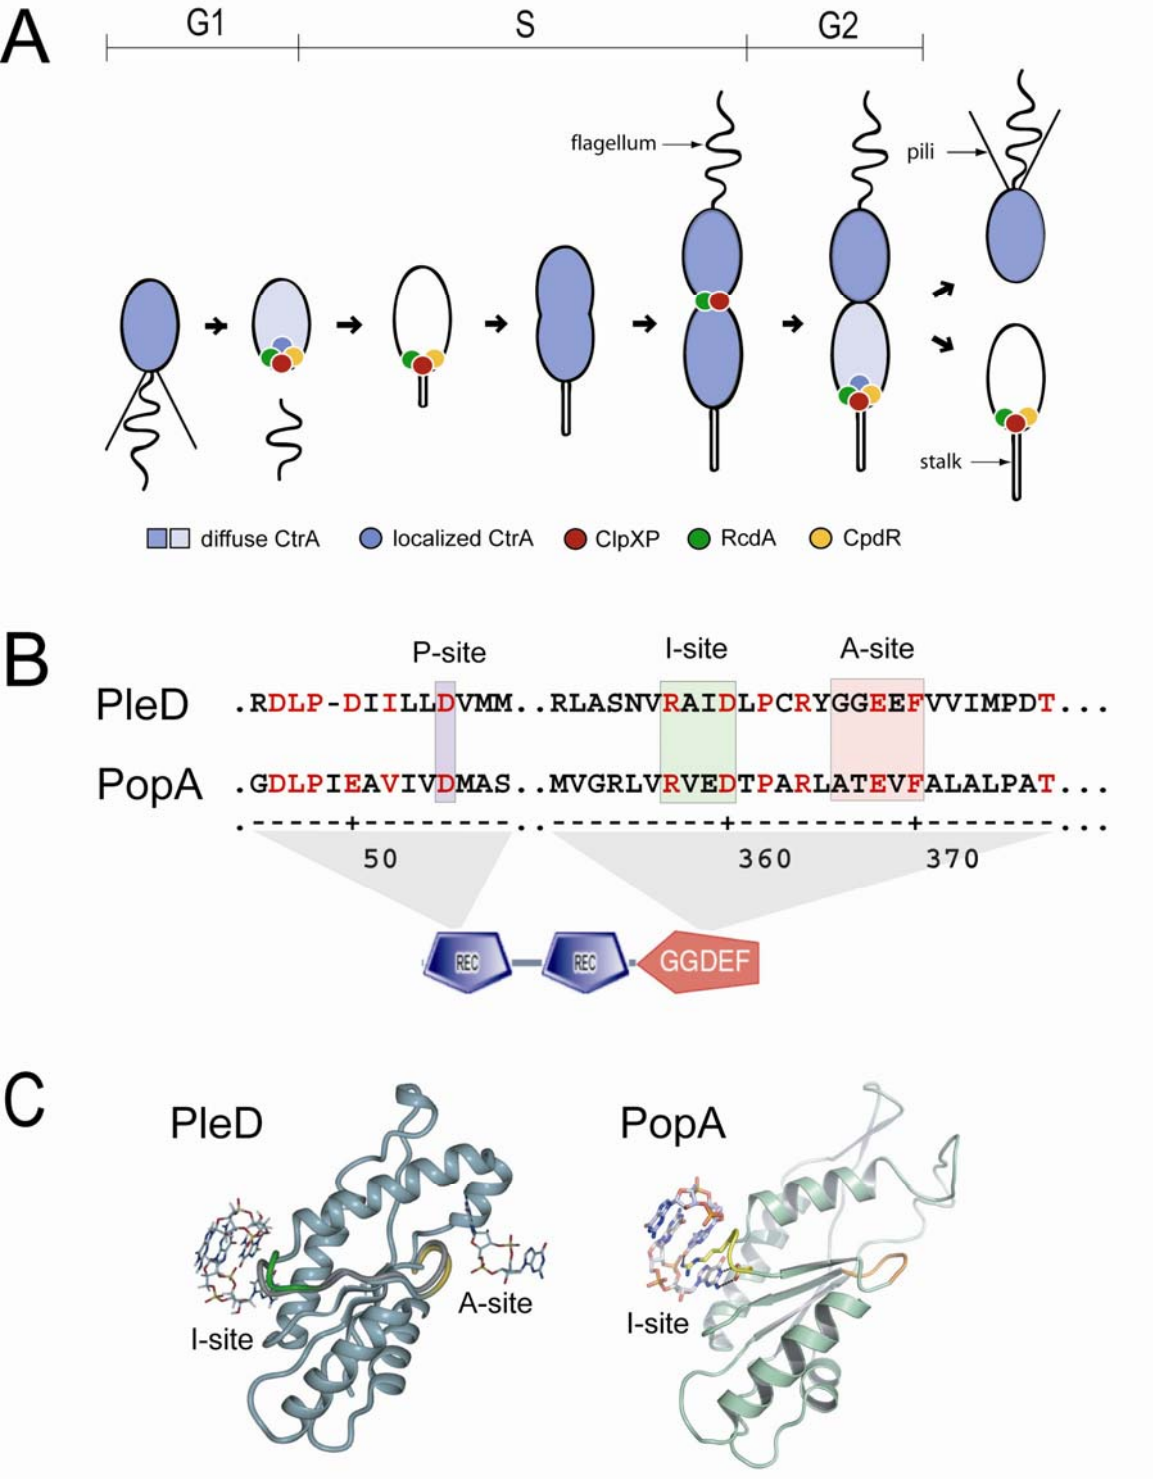 A
G1 S G2
flagellum
pili
stalk
diffuse CtrA localized CtrA ClpXP RcdA CpdR
B
P-site I-site A-site
PleD .RDLP-DIILLDVMM..RLASNVRAIDLPCRYGGEEFVVIMPDT...
PopA .GDLPIEAVIVDMAS..MVGRLVRVEDTPARLATEVFALALPAT...
.-----+--------..---------+---------+-------...
50 360 370
REC REC GGDEF
C
PleD PopA
A-site
I-site I-site